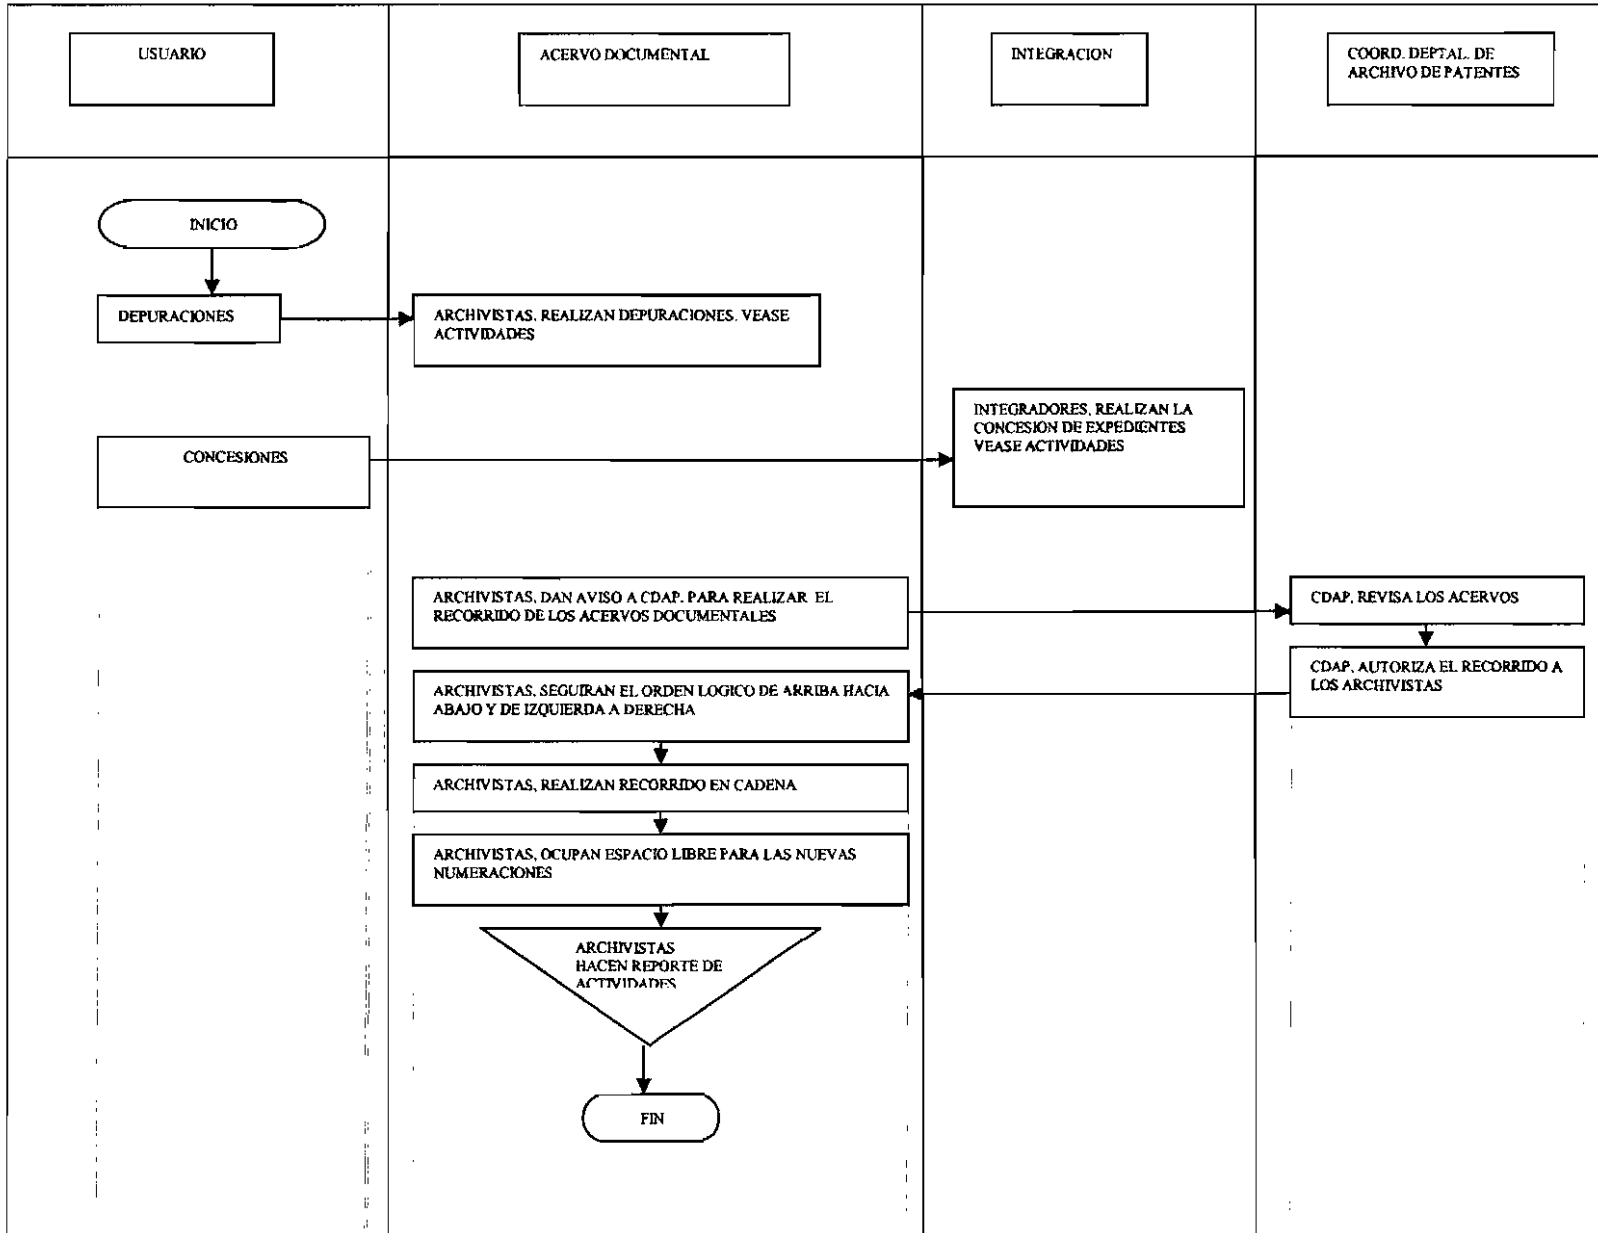 USUARIO
ACERVO DOCUMENTAL
INTEGRACION
COORD. DEPTAL. DE
ARCHIVO DE PATENTES
INICIO
DEPURACIONES
ARCHIVISTAS, REALIZAN DEPURACIONES. VEASE
ACTIVIDADES
INTEGRADORES, REALIZAN LA
CONCESION DE EXPEDIENTES
VEASE ACTIVIDADES
CONCESIONES
ARCHIVISTAS, DAN AVISO A CDAP. PARA REALIZAR EL
RECORRIDO DE LOS ACERVOS DOCUMENTALES
CDAP, REVISA LOS ACERVOS
CDAP, AUTORIZA EL RECORRIDO A
LOS ARCHIVISTAS
ARCHIVISTAS, SEGUIRAN EL ORDEN LOGICO DE ARRIBA HACIA
ABAJO Y DE IZQUIERDA A DERECHA
ARCHIVISTAS, REALIZAN RECORRIDO EN CADENA
ARCHIVISTAS, OCUPAN ESPACIO LIBRE PARA LAS NUEVAS
NUMERACIONES
ARCHIVISTAS
HACEN REPORTE DE
ACTIVIDADES
FIN